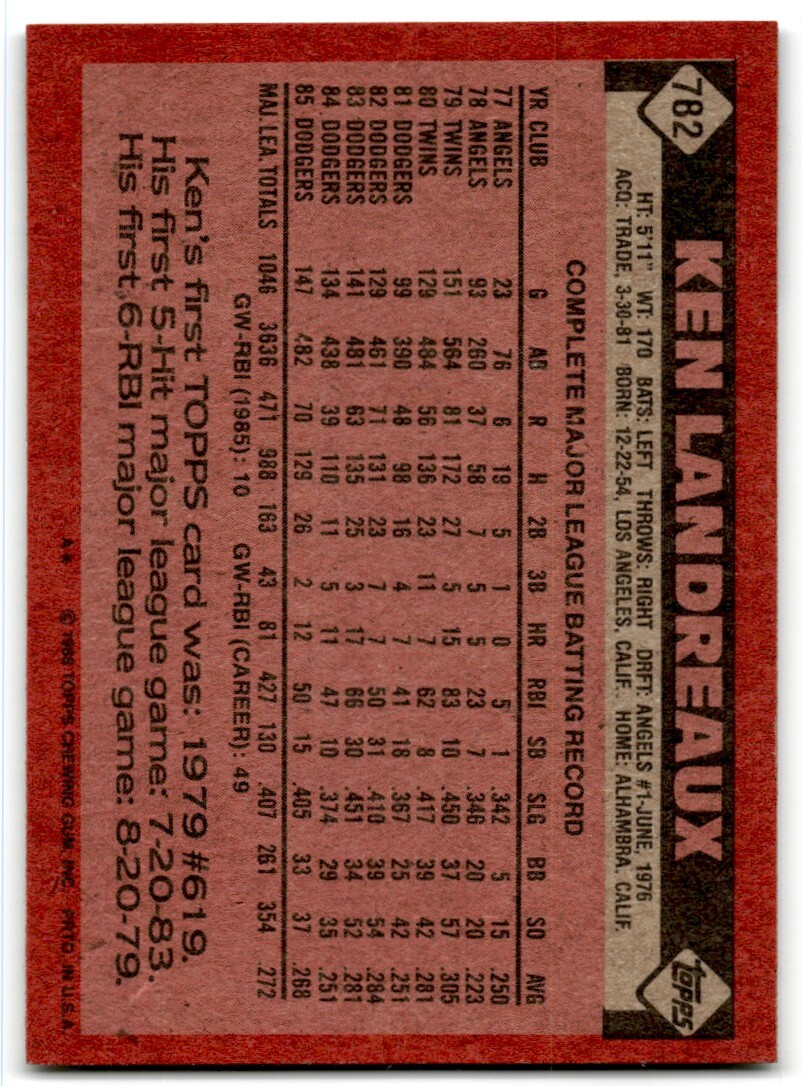 782
KEN LANDREAUX
topps
HT: 5'11" WT: 170 BATS: LEFT THROWS: RIGHT DRFT: ANGELS #1-JUNE, 1976
ACQ: TRADE, 3-30-81 BORN: 12-22-54, LOS ANGELES, CALIF. HOME: ALHAMBRA, CALIF.
COMPLETE MAJOR LEAGUE BATTING RECORD
YR CLUB G AB R H 2B 3B HR RBI SB SLG BB SO AVG
77 ANGELS 23 76 6 19 5 1 0 5 1 .342 5 15 .250
78 ANGELS 93 260 37 58 7 5 5 23 7 .346 20 20 .223
79 TWINS 151 564 81 172 27 5 15 83 10 .450 37 57 .305
80 TWINS 129 484 56 136 23 11 7 62 8 .417 39 42 .281
81 DODGERS 99 390 48 98 16 4 7 41 18 .367 25 42 .251
82 DODGERS 129 461 71 131 23 7 7 50 31 .410 39 54 .284
83 DODGERS 141 481 63 135 25 3 17 66 30 .451 34 52 .281
84 DODGERS 134 438 39 110 11 5 11 47 10 .374 29 35 .251
85 DODGERS 147 482 70 129 26 2 12 50 15 .405 33 37 .268
MAJ. LEA. TOTALS 1046 3636 471 988 163 43 81 427 130 .407 261 354 .272
GW-RBI (1985): 10 GW-RBI (CAREER): 49
Ken's first TOPPS card was: 1979 #619.
His first 5-Hit major league game: 7-20-83.
His first 6-RBI major league game: 8-20-79.
A* © 1986 TOPPS CHEWING GUM, INC. PRTD. IN U.S.A.